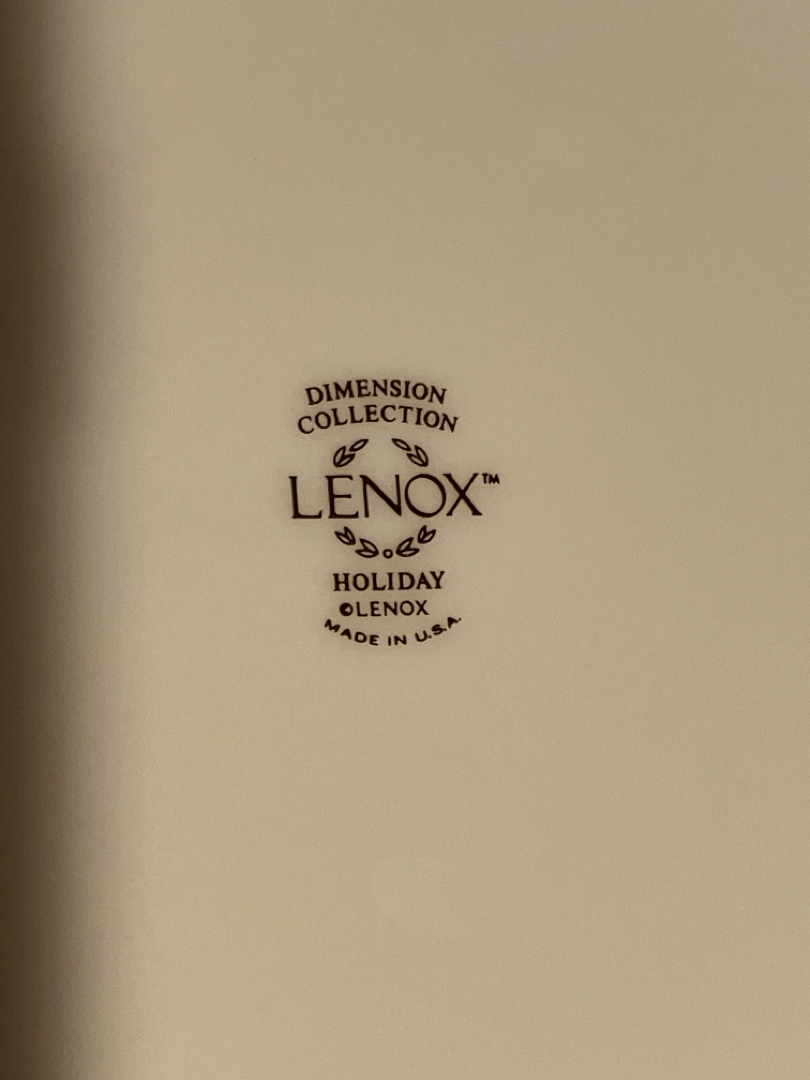 DIMENSION
COLLECTION
LENOX™
HOLIDAY
©LENOX
MADE IN U.S.A.